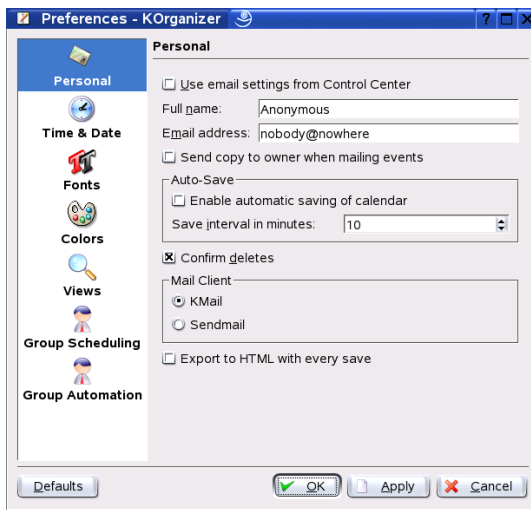 Preferences - KOrganizer
Personal
Time & Date
Fonts
Colors
Views
Group Scheduling
Group Automation
Personal
Use email settings from Control Center
Full name: Anonymous
Email address: nobody@nowhere
Send copy to owner when mailing events
Auto-Save
Enable automatic saving of calendar
Save interval in minutes: 10
Confirm deletes
Mail Client
KMail
Sendmail
Export to HTML with every save
Defaults OK Apply Cancel